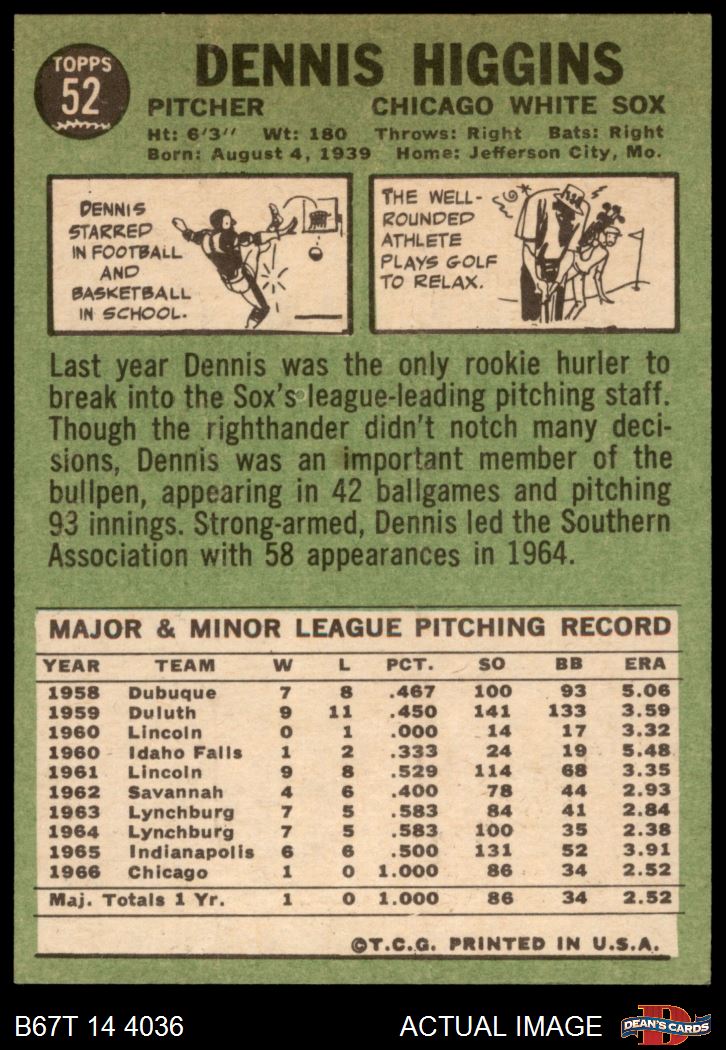 TOPPS
52
DENNIS HIGGINS
PITCHER CHICAGO WHITE SOX
Ht: 6'3" Wt: 180 Throws: Right Bats: Right
Born: August 4, 1939 Home: Jefferson City, Mo.
DENNIS
STARRED
IN FOOTBALL
AND
BASKETBALL
IN SCHOOL.
THE WELL-
ROUNDED
ATHLETE
PLAYS GOLF
TO RELAX.
Last year Dennis was the only rookie hurler to
break into the Sox's league-leading pitching staff.
Though the righthander didn't notch many deci-
sions, Dennis was an important member of the
bullpen, appearing in 42 ballgames and pitching
93 innings. Strong-armed, Dennis led the Southern
Association with 58 appearances in 1964.
MAJOR & MINOR LEAGUE PITCHING RECORD
YEAR TEAM W L PCT. SO BB ERA
1958 Dubuque 7 8 .467 100 93 5.06
1959 Duluth 9 11 .450 141 133 3.59
1960 Lincoln 0 1 .000 14 17 3.32
1960 Idaho Falls 1 2 .333 24 19 5.48
1961 Lincoln 9 8 .529 114 68 3.35
1962 Savannah 4 6 .400 78 44 2.93
1963 Lynchburg 7 5 .583 84 41 2.84
1964 Lynchburg 7 5 .583 100 35 2.38
1965 Indianapolis 6 6 .500 131 52 3.91
1966 Chicago 1 0 1.000 86 34 2.52
Maj. Totals 1 Yr. 1 0 1.000 86 34 2.52
©T.C.G. PRINTED IN U.S.A.
B67T 14 4036 ACTUAL IMAGE
D
DEAN'S CARDS